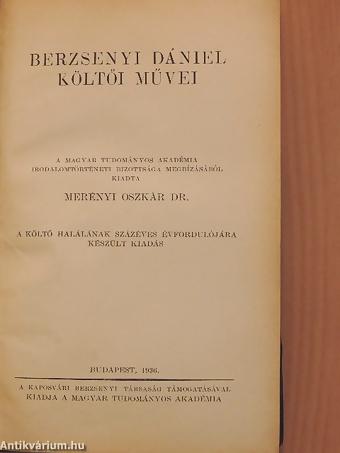 BERZSENYI DÁNIEL
KÖLTŐI MŰVEI
A MAGYAR TUDOMÁNYOS AKADÉMIA
IRODALOMTÖRTÉNETI BIZOTTSÁGA MEGBÍZÁSÁBÓL
KIADTA
MERÉNYI OSZKÁR DR.
A KÖLTŐ HALÁLÁNAK SZÁZÉVES ÉVFORDULÓJÁRA
KÉSZÜLT KIADÁS
BUDAPEST, 1936.
A KAPOSVÁRI BERZSENYI TÁRSASÁG TÁMOGATÁSÁVAL
KIADJA A MAGYAR TUDOMÁNYOS AKADÉMIA
Antikvárium.hu